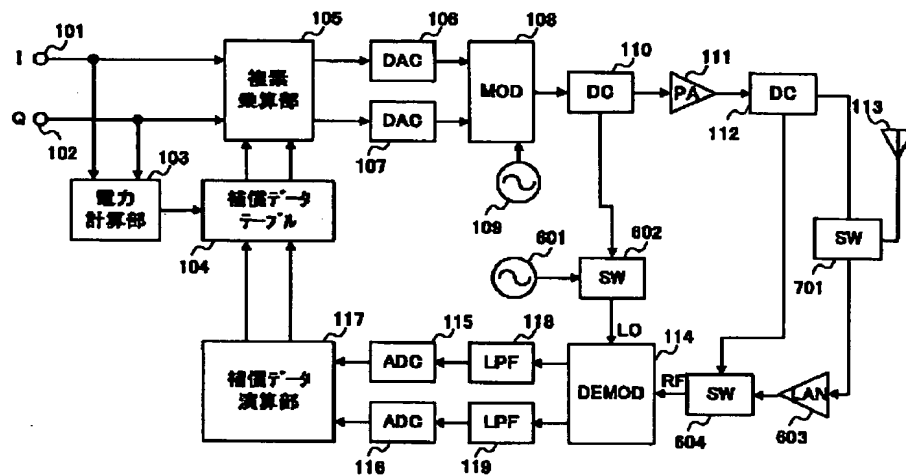 I
101
105
複素
乗算部
106
DAC
108
MOD
110
DC
111
PA
DC
112
113
Q
102
DAC
107
103
電力
計算部
補償データ
テーブル
104
109
601
602
SW
SW
701
LO
117
補償データ
演算部
115
ADC
118
LPF
114
DEMOD
RF
SW
604
LAN
603
ADC
116
LPF
119